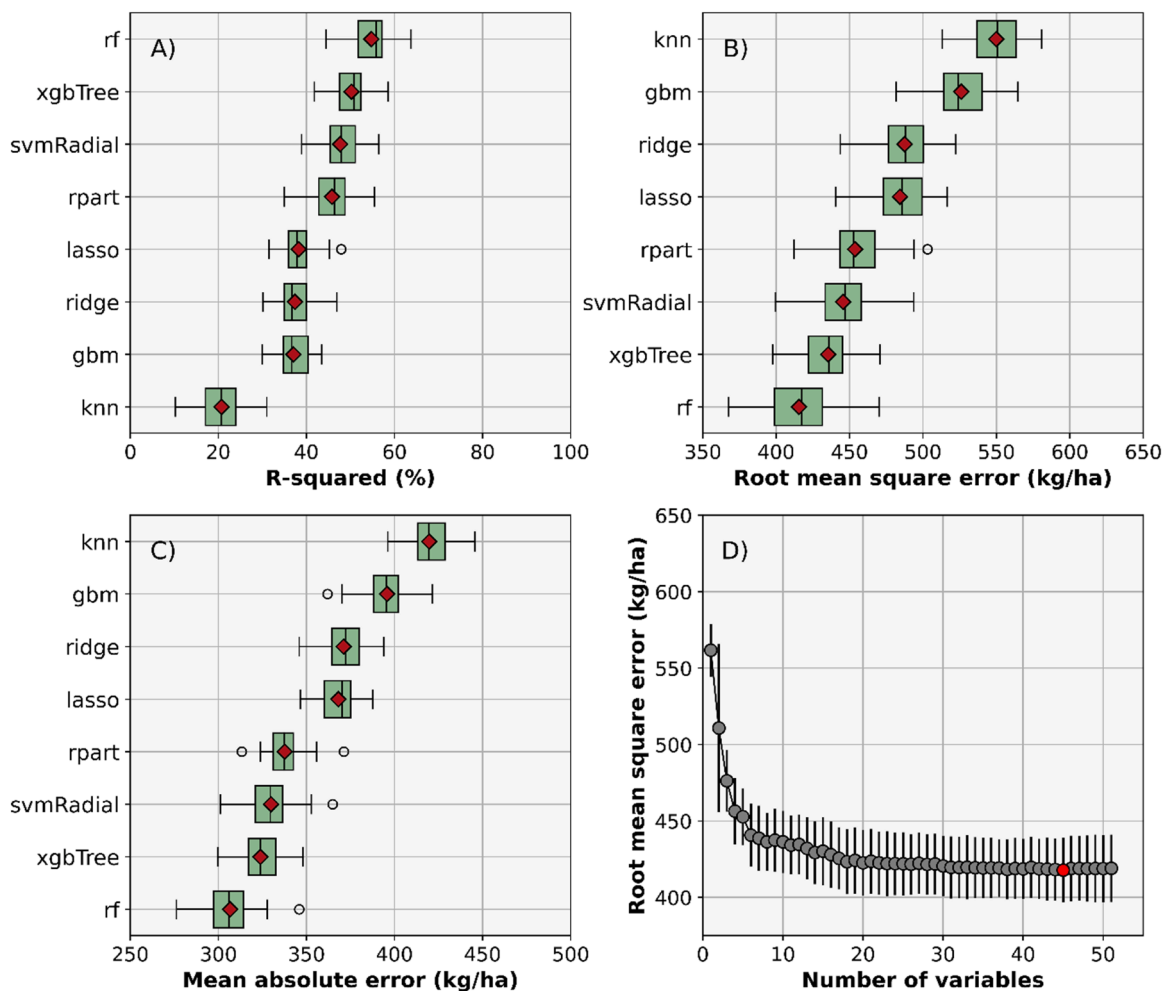 A)
rf
xgbTree
svmRadial
rpart
lasso
ridge
gbm
knn
0 20 40 60 80 100
R-squared (%)
B)
knn
gbm
ridge
lasso
rpart
svmRadial
xgbTree
rf
350 400 450 500 550 600 650
Root mean square error (kg/ha)
C)
knn
gbm
ridge
lasso
rpart
svmRadial
xgbTree
rf
250 300 350 400 450 500
Mean absolute error (kg/ha)
D)
Root mean square error (kg/ha)
650
600
550
500
450
400
0 10 20 30 40 50
Number of variables